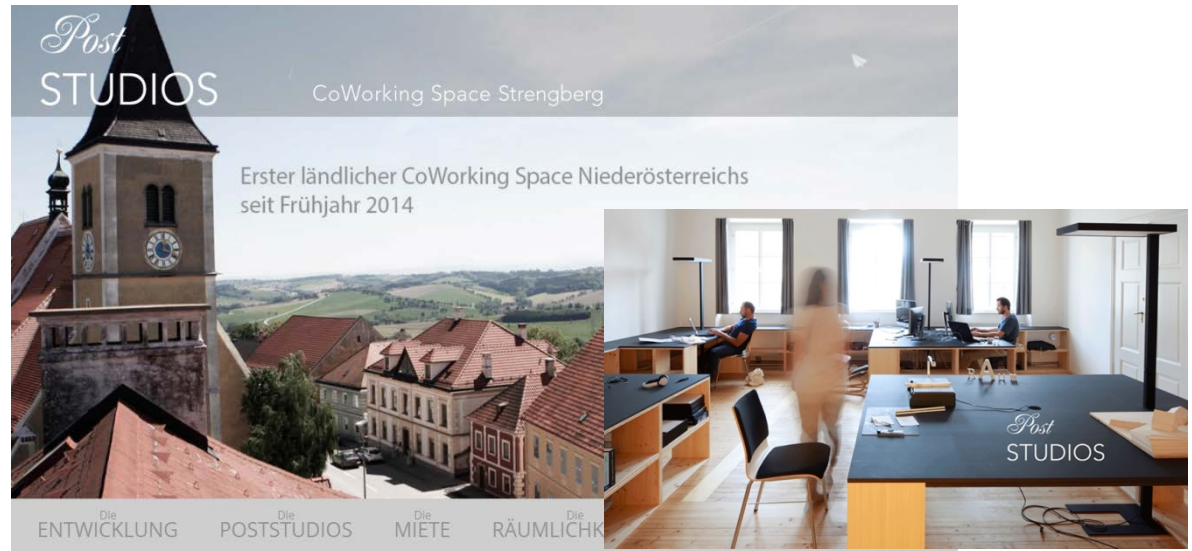 Post
STUDIOS
CoWorking Space Strengberg
Erster ländlicher CoWorking Space Niederösterreichs
seit Frühjahr 2014
Post
STUDIOS
Die
ENTWICKLUNG
Die
POSTSTUDIOS
Die
MIETE
Die